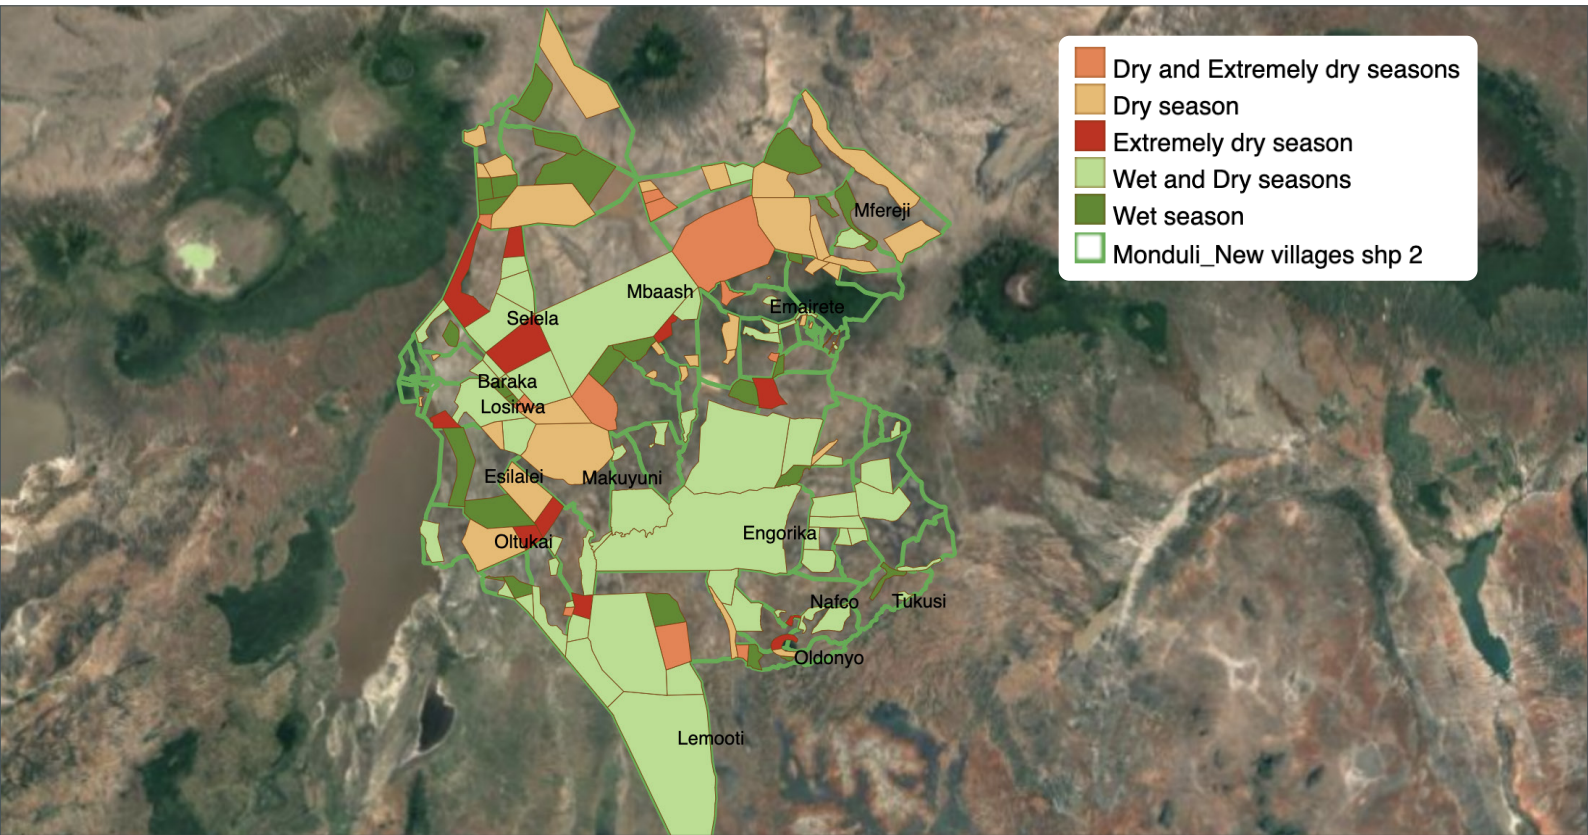 Dry and Extremely dry seasons
Dry season
Extremely dry season
Wet and Dry seasons
Wet season
Monduli_New villages shp 2
Mfereji
Mbaash
Emairete
Selela
Baraka
Losirwa
Esilalei
Makuyuni
Engorika
Oltukai
Nafco
Tukusi
Oldonyo
Lemooti